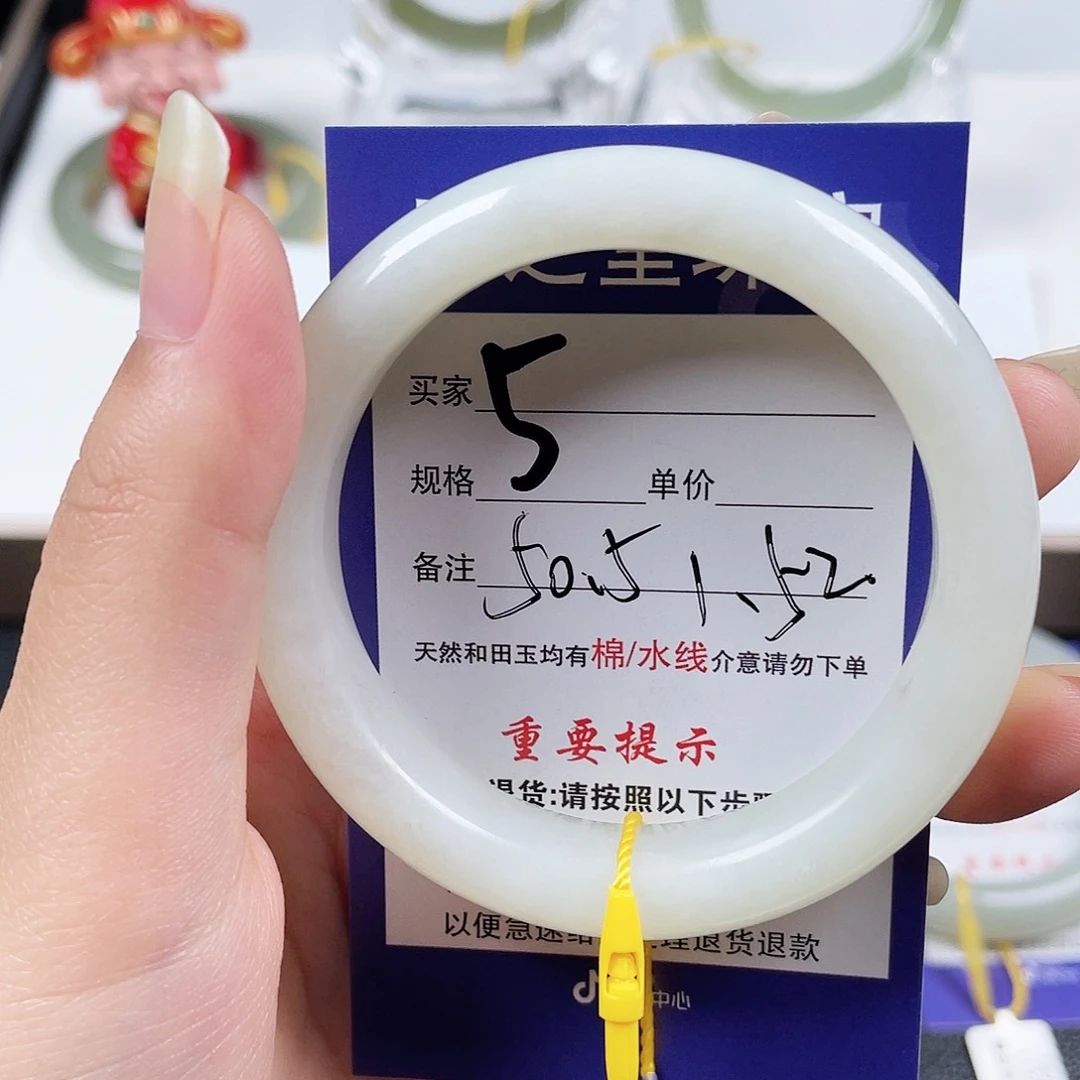 买家 5
规格 单价
备注 50.5 1.52
天然和田玉均有棉/水线介意请勿下单
重要提示
退货:请按照以下步骤
以便急速给 理退货退款
中心